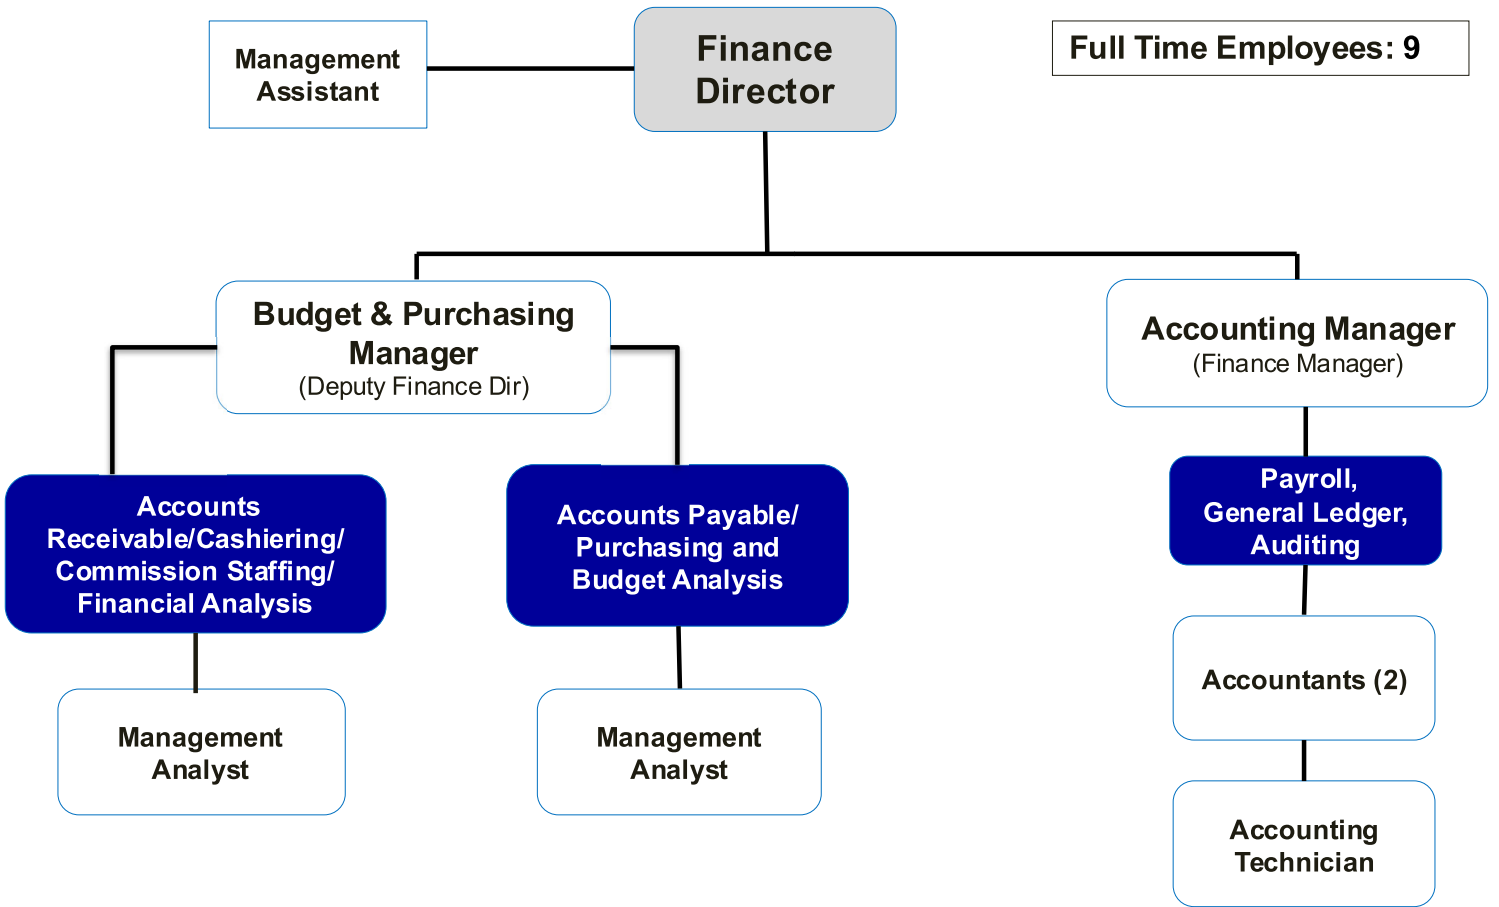 Management
Assistant
Finance
Director
Full Time Employees: 9
Budget & Purchasing
Manager
(Deputy Finance Dir)
Accounting Manager
(Finance Manager)
Accounts
Receivable/Cashiering/
Commission Staffing/
Financial Analysis
Accounts Payable/
Purchasing and
Budget Analysis
Payroll,
General Ledger,
Auditing
Management
Analyst
Management
Analyst
Accountants (2)
Accounting
Technician